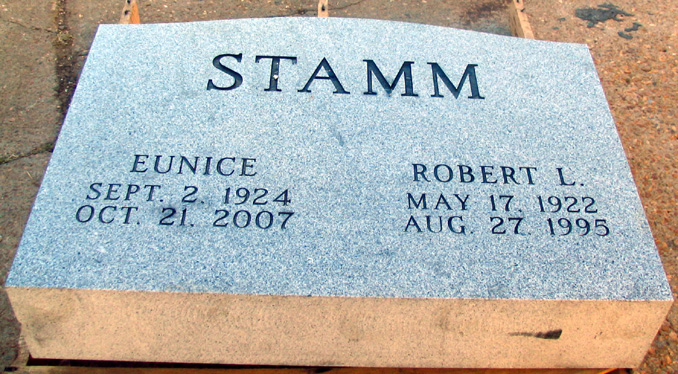 STAMM
EUNICE
SEPT. 2. 1924
OCT. 21. 2007
ROBERT L.
MAY 17. 1922
AUG. 27. 1995